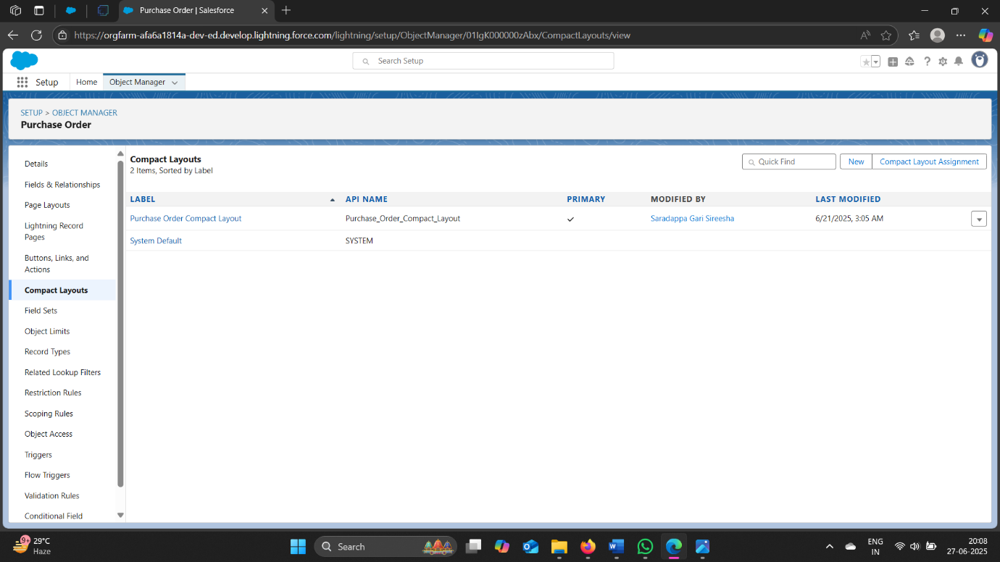 Purchase Order | Salesforce
https://orgfarm-afa6a1814a-dev-ed.develop.lightning.force.com/lightning/setup/ObjectManager/01IgK000000zAbx/CompactLayouts/view
Search Setup
Setup
Home
Object Manager
SETUP > OBJECT MANAGER
Purchase Order
Details
Fields & Relationships
Page Layouts
Lightning Record
Pages
Buttons, Links, and
Actions
Compact Layouts
Field Sets
Object Limits
Record Types
Related Lookup Filters
Restriction Rules
Scoping Rules
Object Access
Triggers
Flow Triggers
Validation Rules
Conditional Field
Compact Layouts
2 Items, Sorted by Label
Quick Find
New
Compact Layout Assignment
LABEL API NAME PRIMARY MODIFIED BY LAST MODIFIED
Purchase Order Compact Layout Purchase_Order_Compact_Layout Saradappa Gari Sireesha 6/21/2025, 3:05 AM
System Default SYSTEM
9+
29°C
Haze
Search
ENG
IN
20:08
27-06-2025